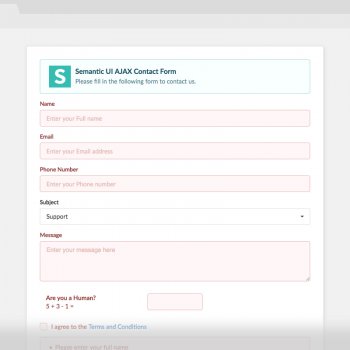 S
Semantic UI AJAX Contact Form
Please fill in the following form to contact us.
Name
Enter your Full name
Email
Enter your Email address
Phone Number
Enter your Phone number
Subject
Support
Message
Enter your message here
Are you a Human?
5 + 3 - 1 =
I agree to the Terms and Conditions
Please enter your full name